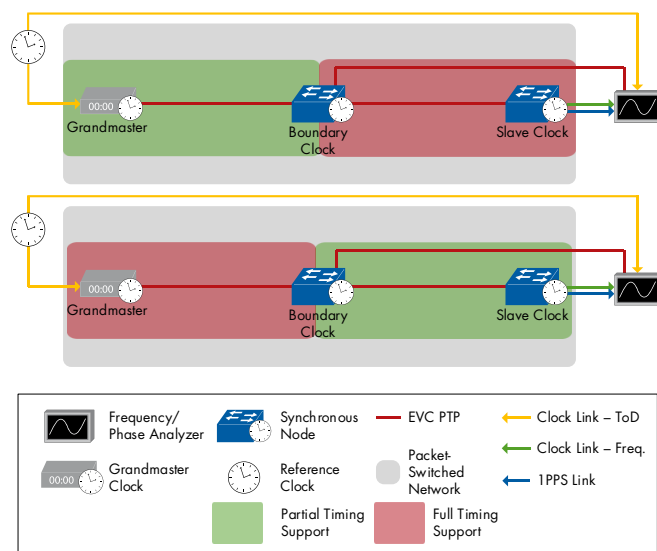 00:00
Grandmaster
Boundary
Clock
Slave Clock
00:00
Grandmaster
Boundary
Clock
Slave Clock
Frequency/
Phase Analyzer
Synchronous
Node
EVC PTP
Clock Link – ToD
Clock Link – Freq.
00:00
Grandmaster
Clock
Reference
Clock
Packet-
Switched
Network
1PPS Link
Partial Timing
Support
Full Timing
Support